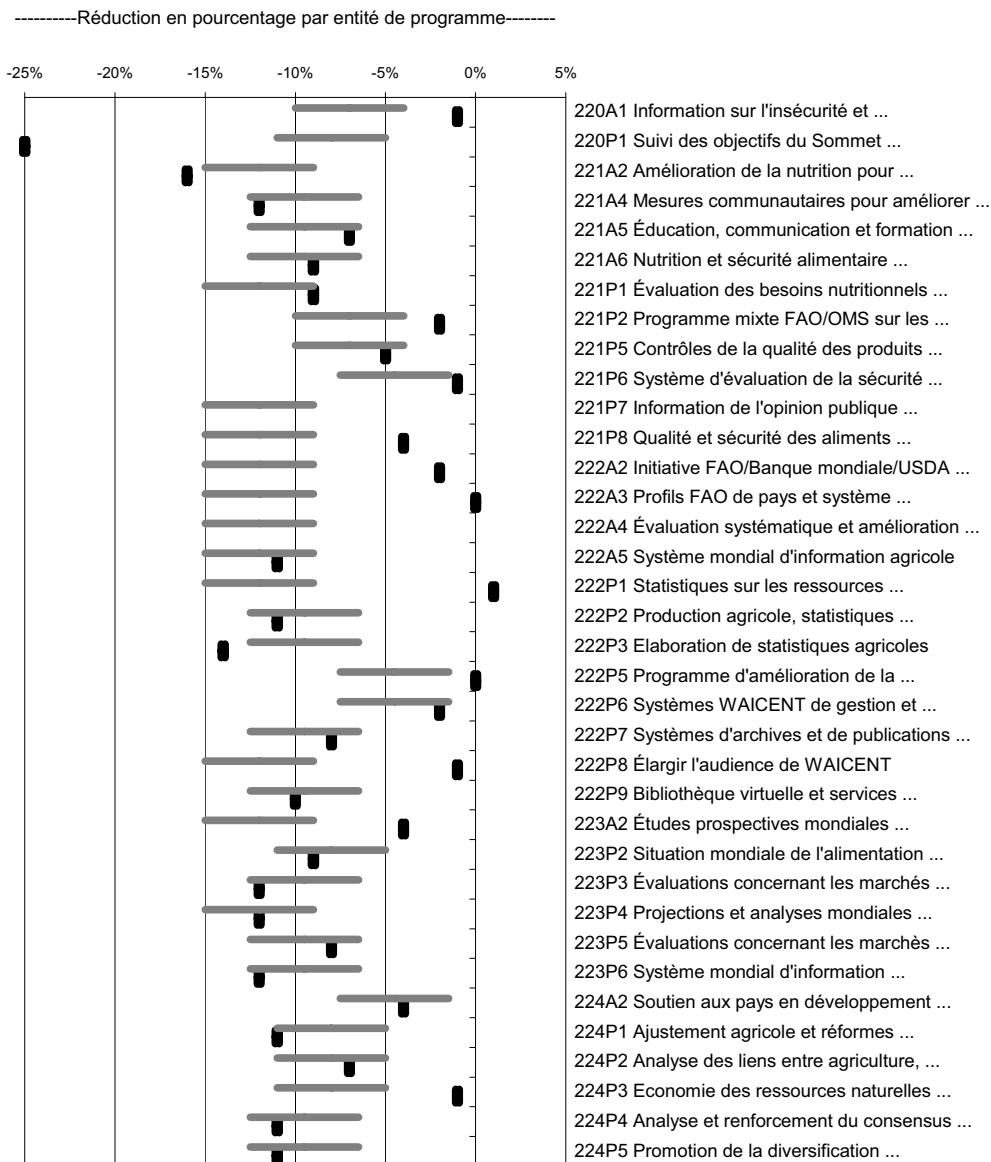 ----------Réduction en pourcentage par entité de programme--------
-25% -20% -15% -10% -5% 0% 5%
220A1 Information sur l'insécurité et ...
220P1 Suivi des objectifs du Sommet ...
221A2 Amélioration de la nutrition pour ...
221A4 Mesures communautaires pour améliorer ...
221A5 Éducation, communication et formation ...
221A6 Nutrition et sécurité alimentaire ...
221P1 Évaluation des besoins nutritionnels ...
221P2 Programme mixte FAO/OMS sur les ...
221P5 Contrôles de la qualité des produits ...
221P6 Système d'évaluation de la sécurité ...
221P7 Information de l'opinion publique ...
221P8 Qualité et sécurité des aliments ...
222A2 Initiative FAO/Banque mondiale/USDA ...
222A3 Profils FAO de pays et système ...
222A4 Évaluation systématique et amélioration ...
222A5 Système mondial d'information agricole
222P1 Statistiques sur les ressources ...
222P2 Production agricole, statistiques ...
222P3 Elaboration de statistiques agricoles
222P5 Programme d'amélioration de la ...
222P6 Systèmes WAICENT de gestion et ...
222P7 Systèmes d'archives et de publications ...
222P8 Élargir l'audience de WAICENT
222P9 Bibliothèque virtuelle et services ...
223A2 Études prospectives mondiales ...
223P2 Situation mondiale de l'alimentation ...
223P3 Évaluations concernant les marchés ...
223P4 Projections et analyses mondiales ...
223P5 Évaluations concernant les marchès ...
223P6 Système mondial d'information ...
224A2 Soutien aux pays en développement ...
224P1 Ajustement agricole et réformes ...
224P2 Analyse des liens entre agriculture, ...
224P3 Economie des ressources naturelles ...
224P4 Analyse et renforcement du consensus ...
224P5 Promotion de la diversification ...